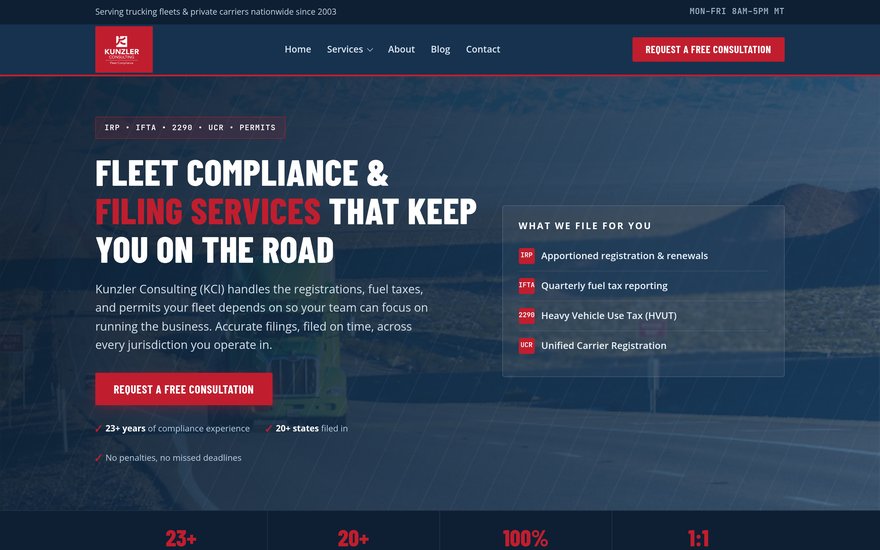 Serving trucking fleets & private carriers nationwide since 2003
MON–FRI 8AM–5PM MT
KUNZLER
CONSULTING
Fleet Compliance
Home
Services
About
Blog
Contact
REQUEST A FREE CONSULTATION
IRP • IFTA • 2290 • UCR • PERMITS
FLEET COMPLIANCE &
FILING SERVICES THAT KEEP
YOU ON THE ROAD
Kunzler Consulting (KCI) handles the registrations, fuel taxes,
and permits your fleet depends on so your team can focus on
running the business. Accurate filings, filed on time, across
every jurisdiction you operate in.
REQUEST A FREE CONSULTATION
✓ 23+ years of compliance experience
✓ 20+ states filed in
✓ No penalties, no missed deadlines
WHAT WE FILE FOR YOU
IRP Apportioned registration & renewals
IFTA Quarterly fuel tax reporting
2290 Heavy Vehicle Use Tax (HVUT)
UCR Unified Carrier Registration
23+
20+
100%
1:1